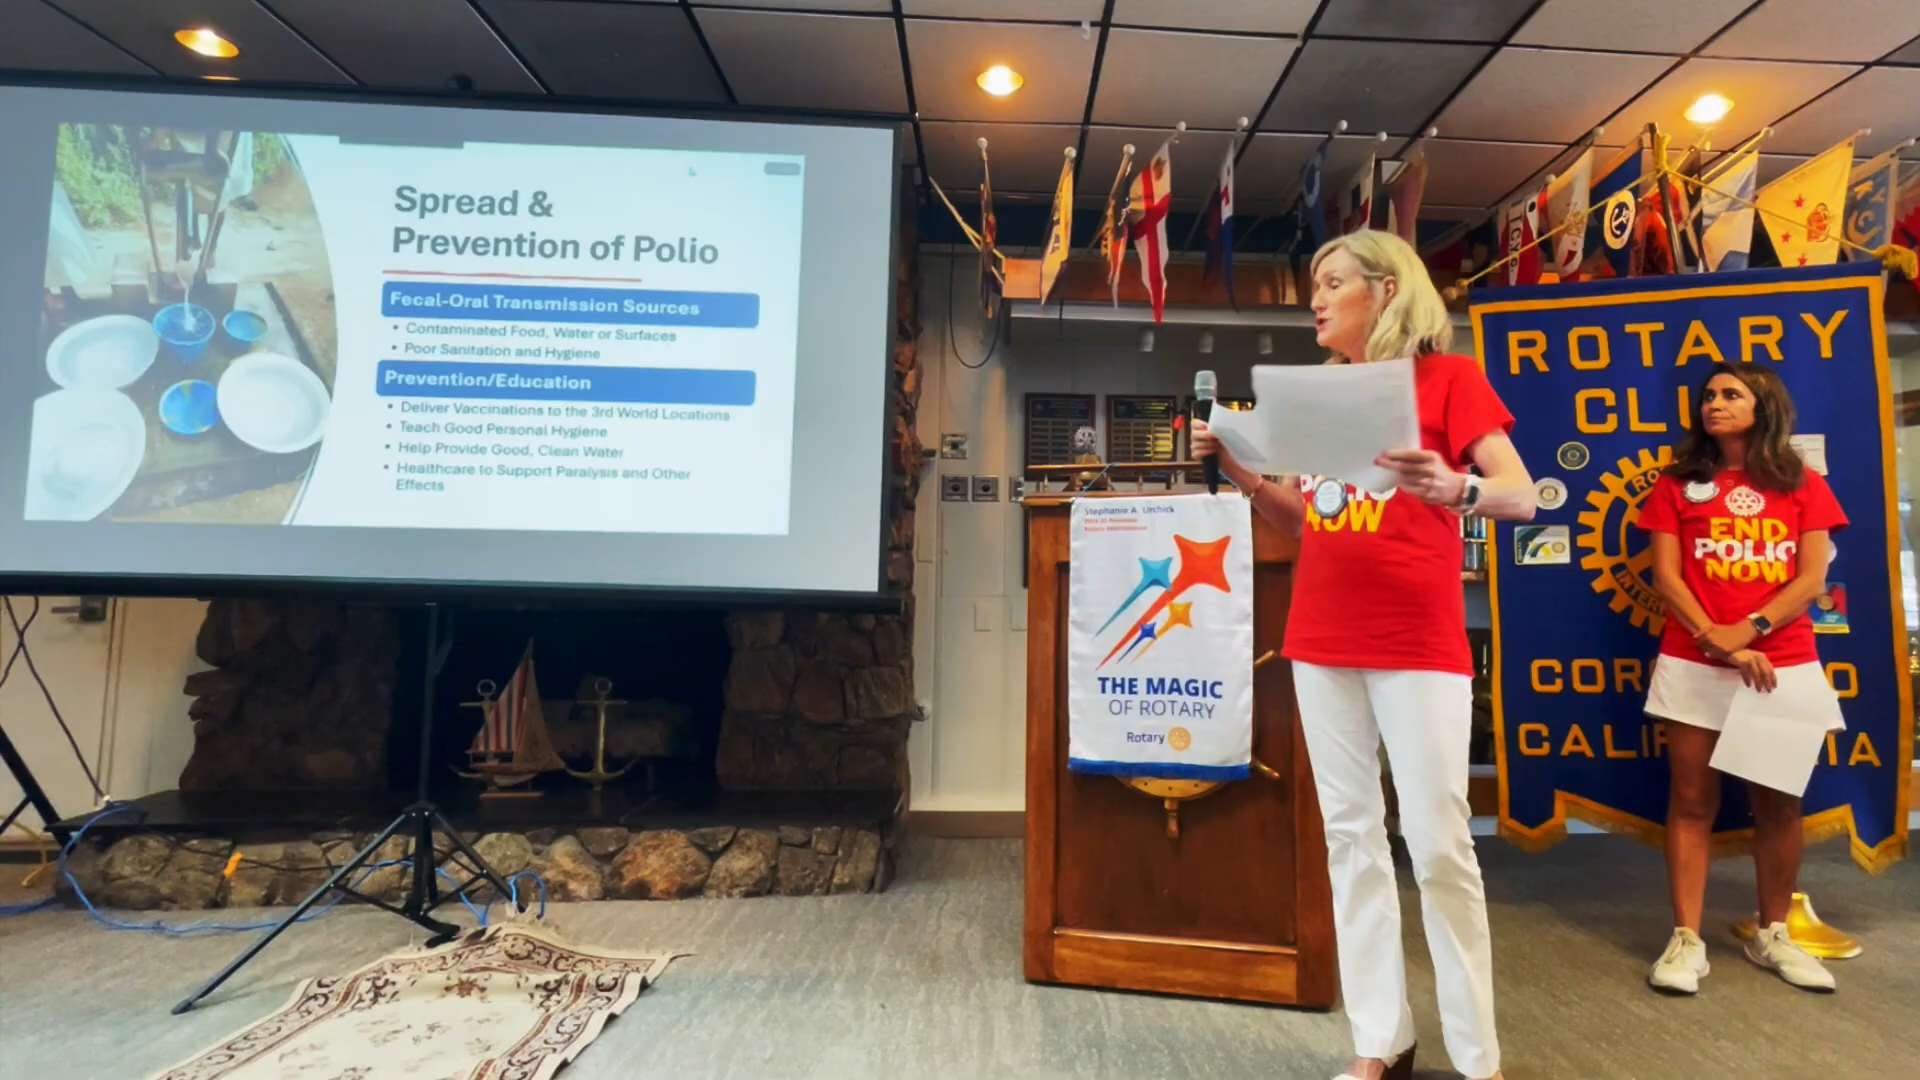 Spread &
Prevention of Polio
Fecal-Oral Transmission Sources
• Contaminated Food, Water or Surfaces
• Poor Sanitation and Hygiene
Prevention/Education
• Deliver Vaccinations to the 3rd World Locations
• Teach Good Personal Hygiene
• Help Provide Good, Clean Water
• Healthcare to Support Paralysis and Other
Effects
Stephanie A. Urchick
THE MAGIC
OF ROTARY
Rotary
POLIO
NOW
ROTARY
CLU
COR O
CALIF IA
END
POLIO
NOW